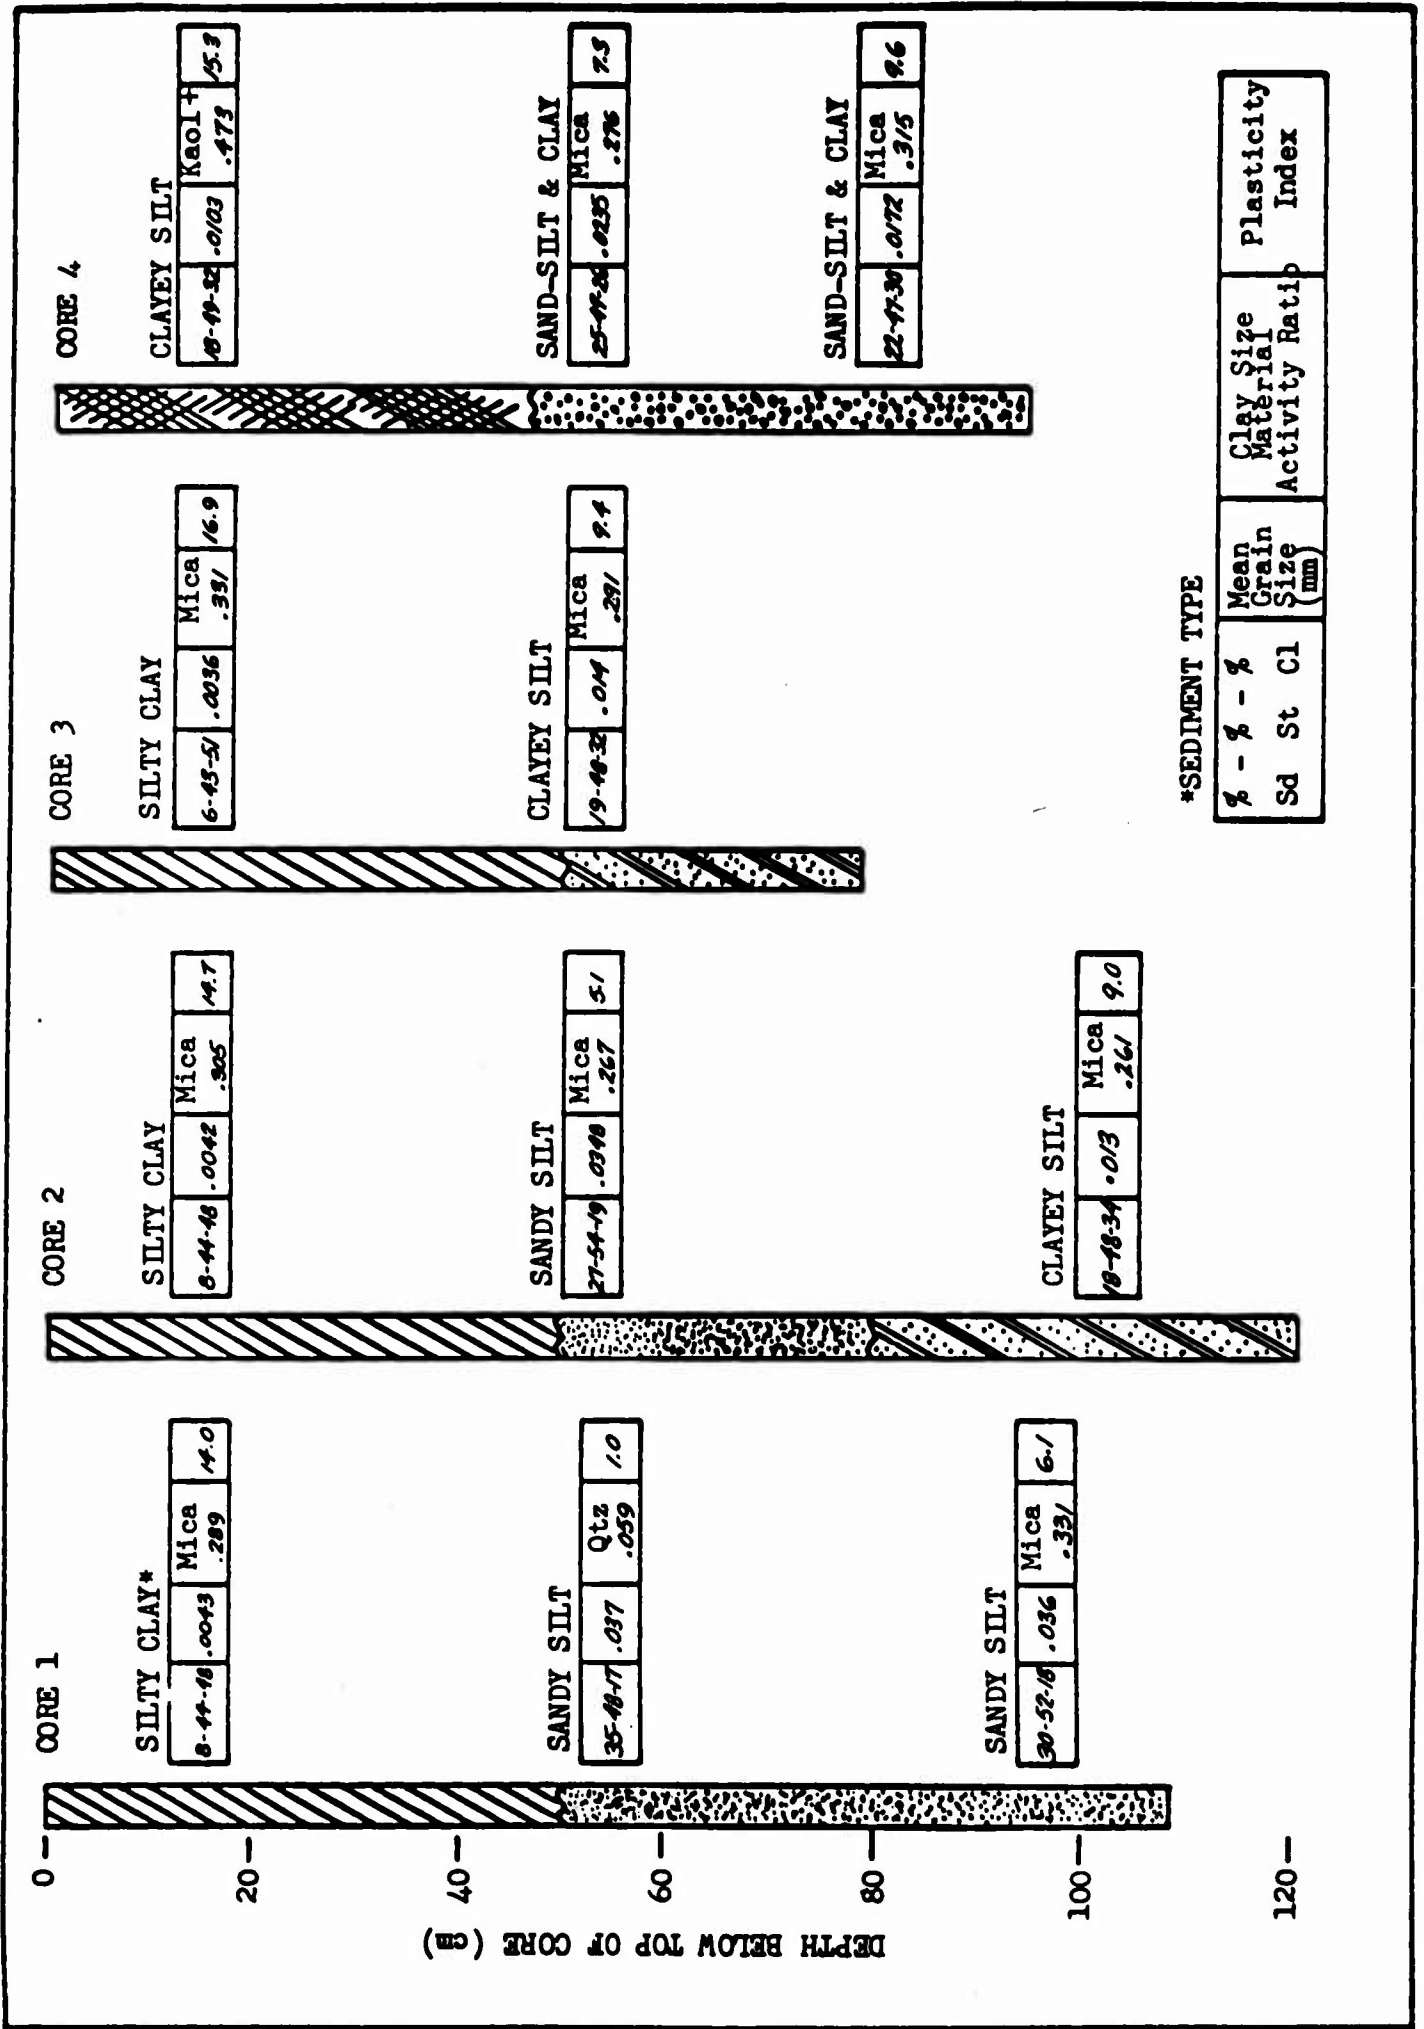 CORE 1
SILTY CLAY*
8-44-48 .0043 Mica .289 14.0
SANDY SILT
35-48-17 .037 Qtz .059 1.0
SANDY SILT
30-52-18 .036 Mica .331 6.1
CORE 2
SILTY CLAY
8-44-48 .0042 Mica .305 14.7
SANDY SILT
27-54-19 .0348 Mica .267 5.1
CLAYEY SILT
18-48-34 .013 Mica .261 9.0
CORE 3
SILTY CLAY
6-43-51 .0036 Mica .331 16.9
CLAYEY SILT
19-48-32 .014 Mica .291 9.4
CORE 4
CLAYEY SILT
18-49-32 .0103 Kaol+ .473 15.3
SAND-SILT & CLAY
.0235 Mica .276 7.3
SAND-SILT & CLAY
22-47-30 .0172 Mica .315 9.6
DEPTH BELOW TOP OF CORE (cm)
0
20
40
60
80
100
120
*SEDIMENT TYPE
% - % - %
Sd St Cl
Mean
Grain
Size
(mm)
Clay Size
Material
Activity Ratio
Plasticity
Index